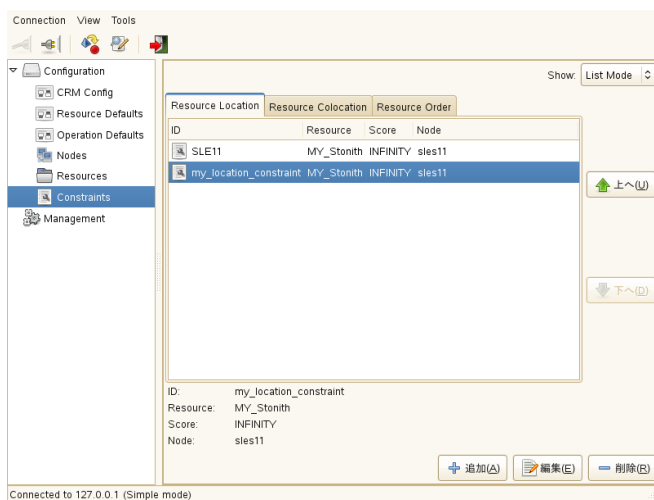 Connection View Tools
Show: List Mode
Configuration
CRM Config
Resource Defaults
Operation Defaults
Nodes
Resources
Constraints
Management
Resource Location Resource Colocation Resource Order
ID Resource Score Node
SLE11 MY_Stonith INFINITY sles11
my_location_constraint MY_Stonith INFINITY sles11
上へ(U)
下へ(D)
ID: my_location_constraint
Resource: MY_Stonith
Score: INFINITY
Node: sles11
追加(A) 編集(E) 削除(R)
Connected to 127.0.0.1 (Simple mode)